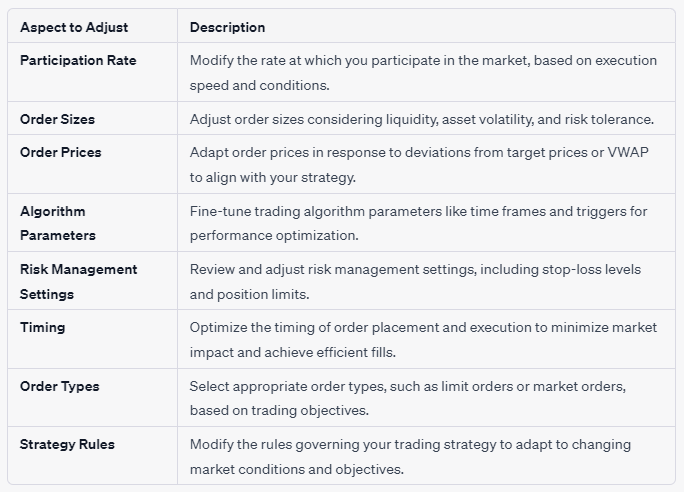 Aspect to Adjust Description
Participation Rate Modify the rate at which you participate in the market, based on execution
speed and conditions.
Order Sizes Adjust order sizes considering liquidity, asset volatility, and risk tolerance.
Order Prices Adapt order prices in response to deviations from target prices or VWAP
to align with your strategy.
Algorithm Fine-tune trading algorithm parameters like time frames and triggers for
Parameters performance optimization.
Risk Management Review and adjust risk management settings, including stop-loss levels
Settings and position limits.
Timing Optimize the timing of order placement and execution to minimize market
impact and achieve efficient fills.
Order Types Select appropriate order types, such as limit orders or market orders,
based on trading objectives.
Strategy Rules Modify the rules governing your trading strategy to adapt to changing
market conditions and objectives.